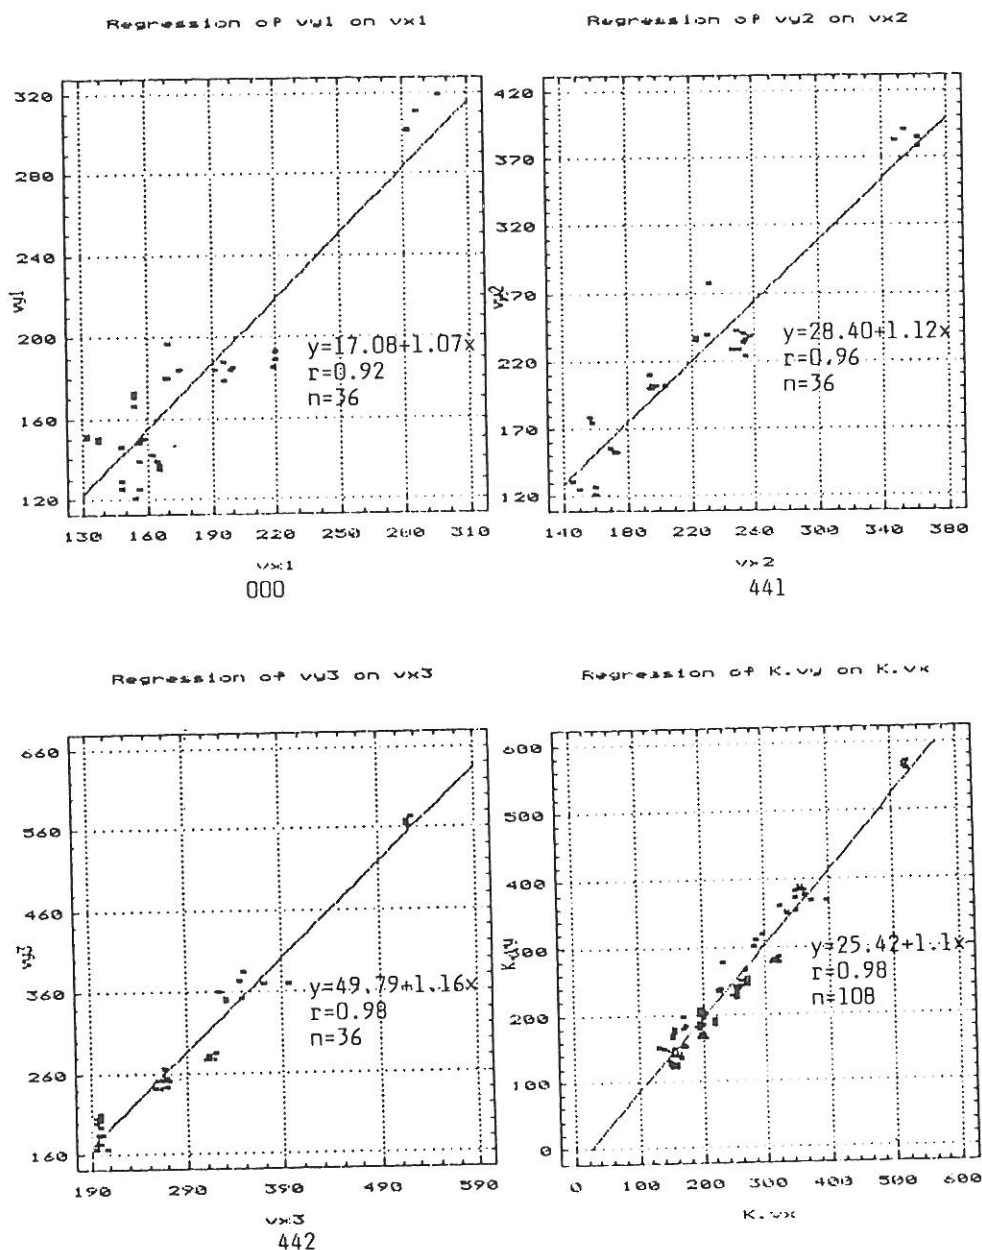 Regression of vy1 on vx1
320
280
240
200
160
120
vy1
y=17.08+1.07x
r=0.92
n=36
130 160 190 220 250 280 310
vx1
000
Regression of vy2 on vx2
420
370
320
270
220
170
120
vy2
y=28.40+1.12x
r=0.96
n=36
140 180 220 260 300 340 380
vx2
441
Regression of vy3 on vx3
660
560
460
360
260
160
vy3
y=49.79+1.16x
r=0.98
n=36
190 290 390 490 590
vx3
442
Regression of K.vy on K.vx
600
500
400
300
200
100
0
K.vy
y=25.42+1.1x
r=0.98
n=108
0 100 200 300 400 500 600
K.vx